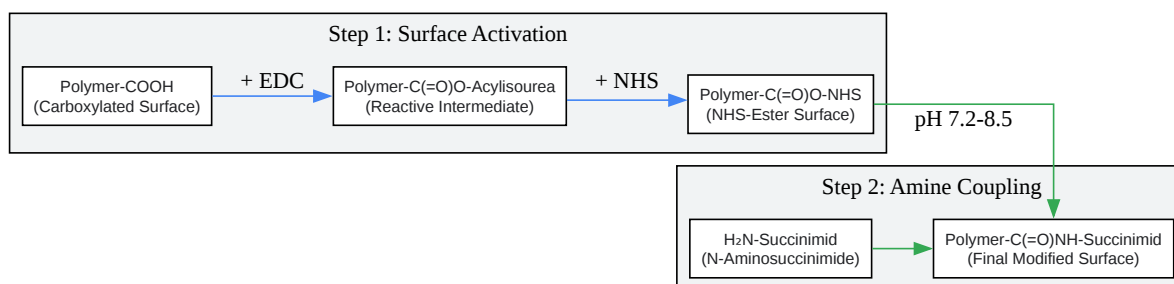 Step 1: Surface Activation
Polymer-COOH
(Carboxylated Surface)
+ EDC
Polymer-C(=O)O-Acylisourea
(Reactive Intermediate)
+ NHS
Polymer-C(=O)O-NHS
(NHS-Ester Surface)
pH 7.2-8.5
Step 2: Amine Coupling
H₂N-Succinimid
(N-Aminosuccinimide)
Polymer-C(=O)NH-Succinimid
(Final Modified Surface)